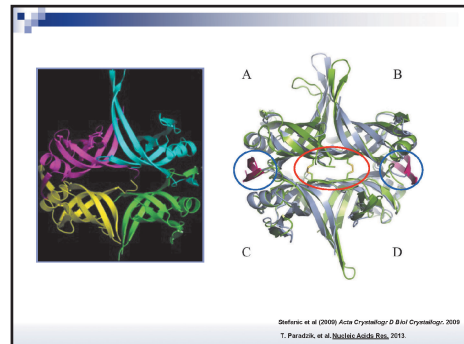 A B
C D
Stefanic et al (2009) Acta Crystallogr D Biol Crystallogr. 2009
T. Paradzik, et al. Nucleic Acids Res, 2013.